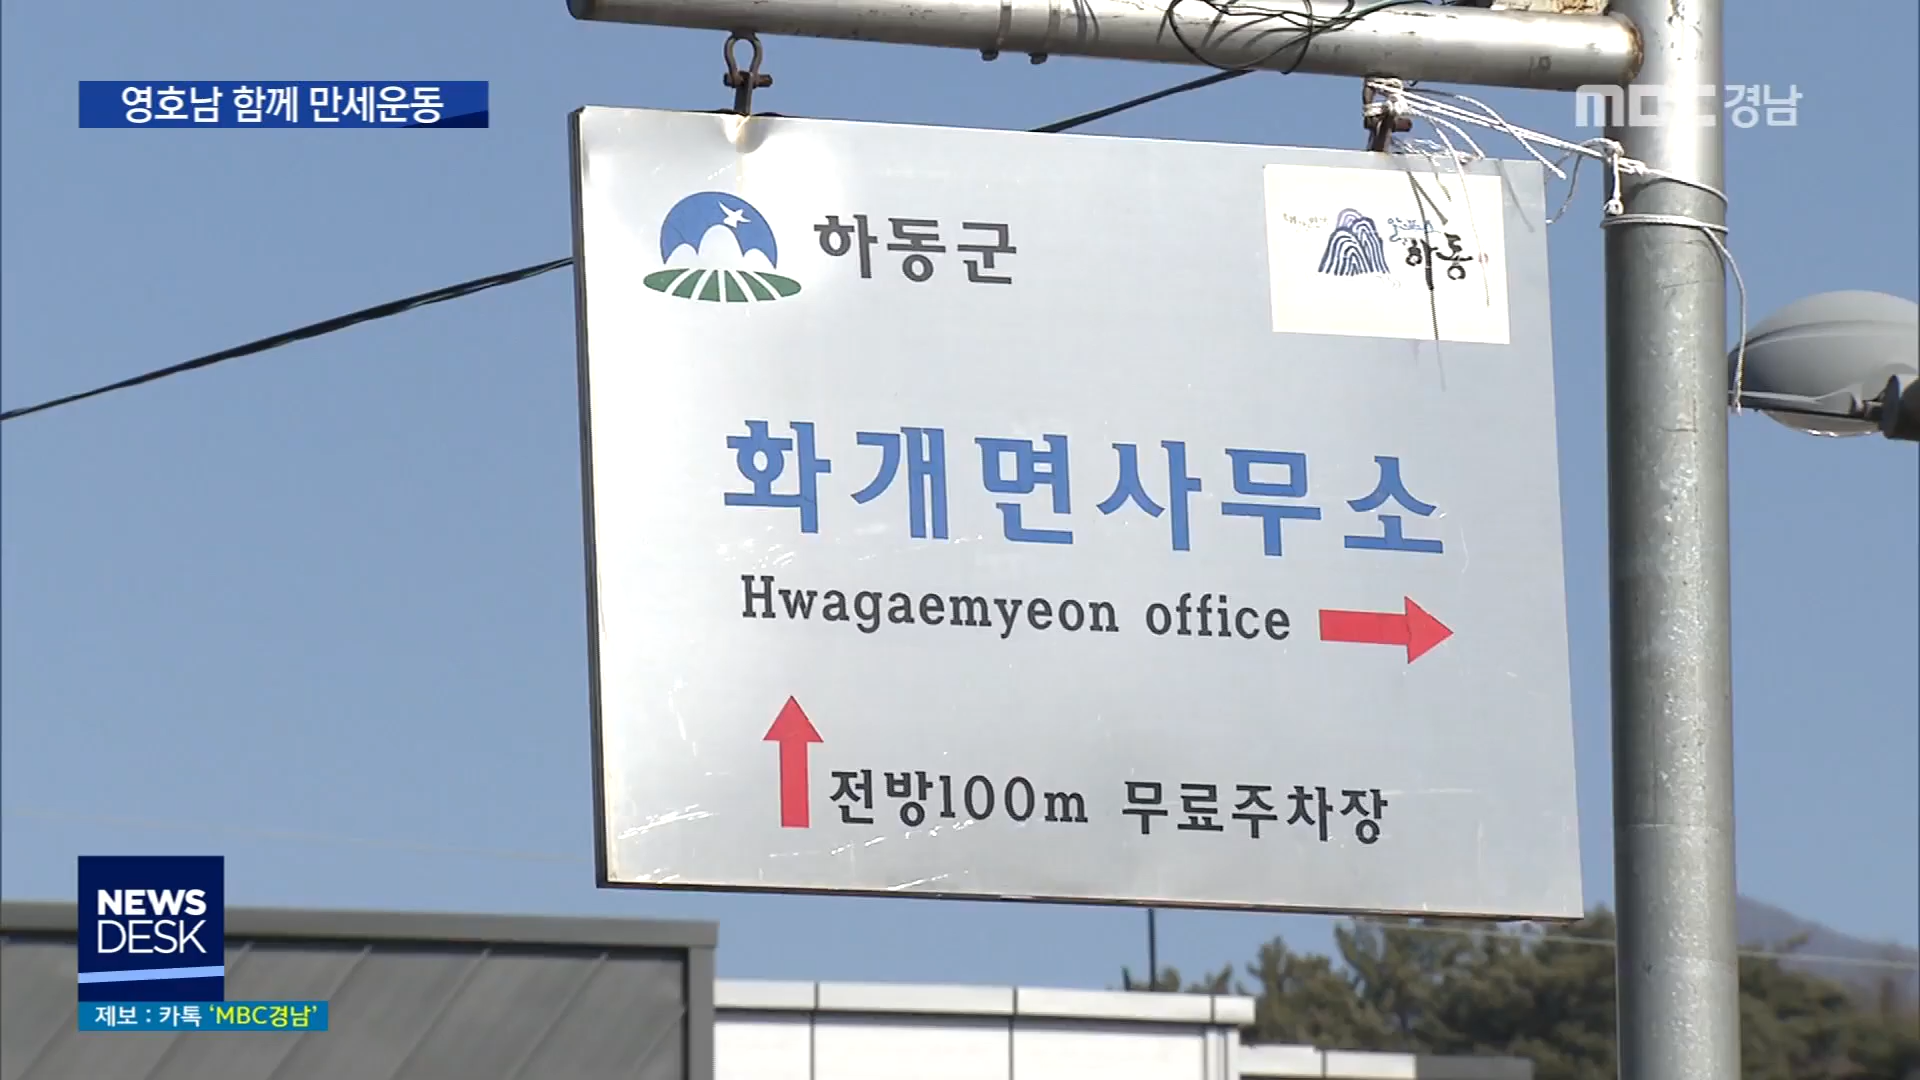 영호남 함께 만세운동
MBC경남
하동군
하동
화개면사무소
Hwagaemyeon office
전방100m 무료주차장
NEWS
DESK
제보 : 카톡 'MBC경남'